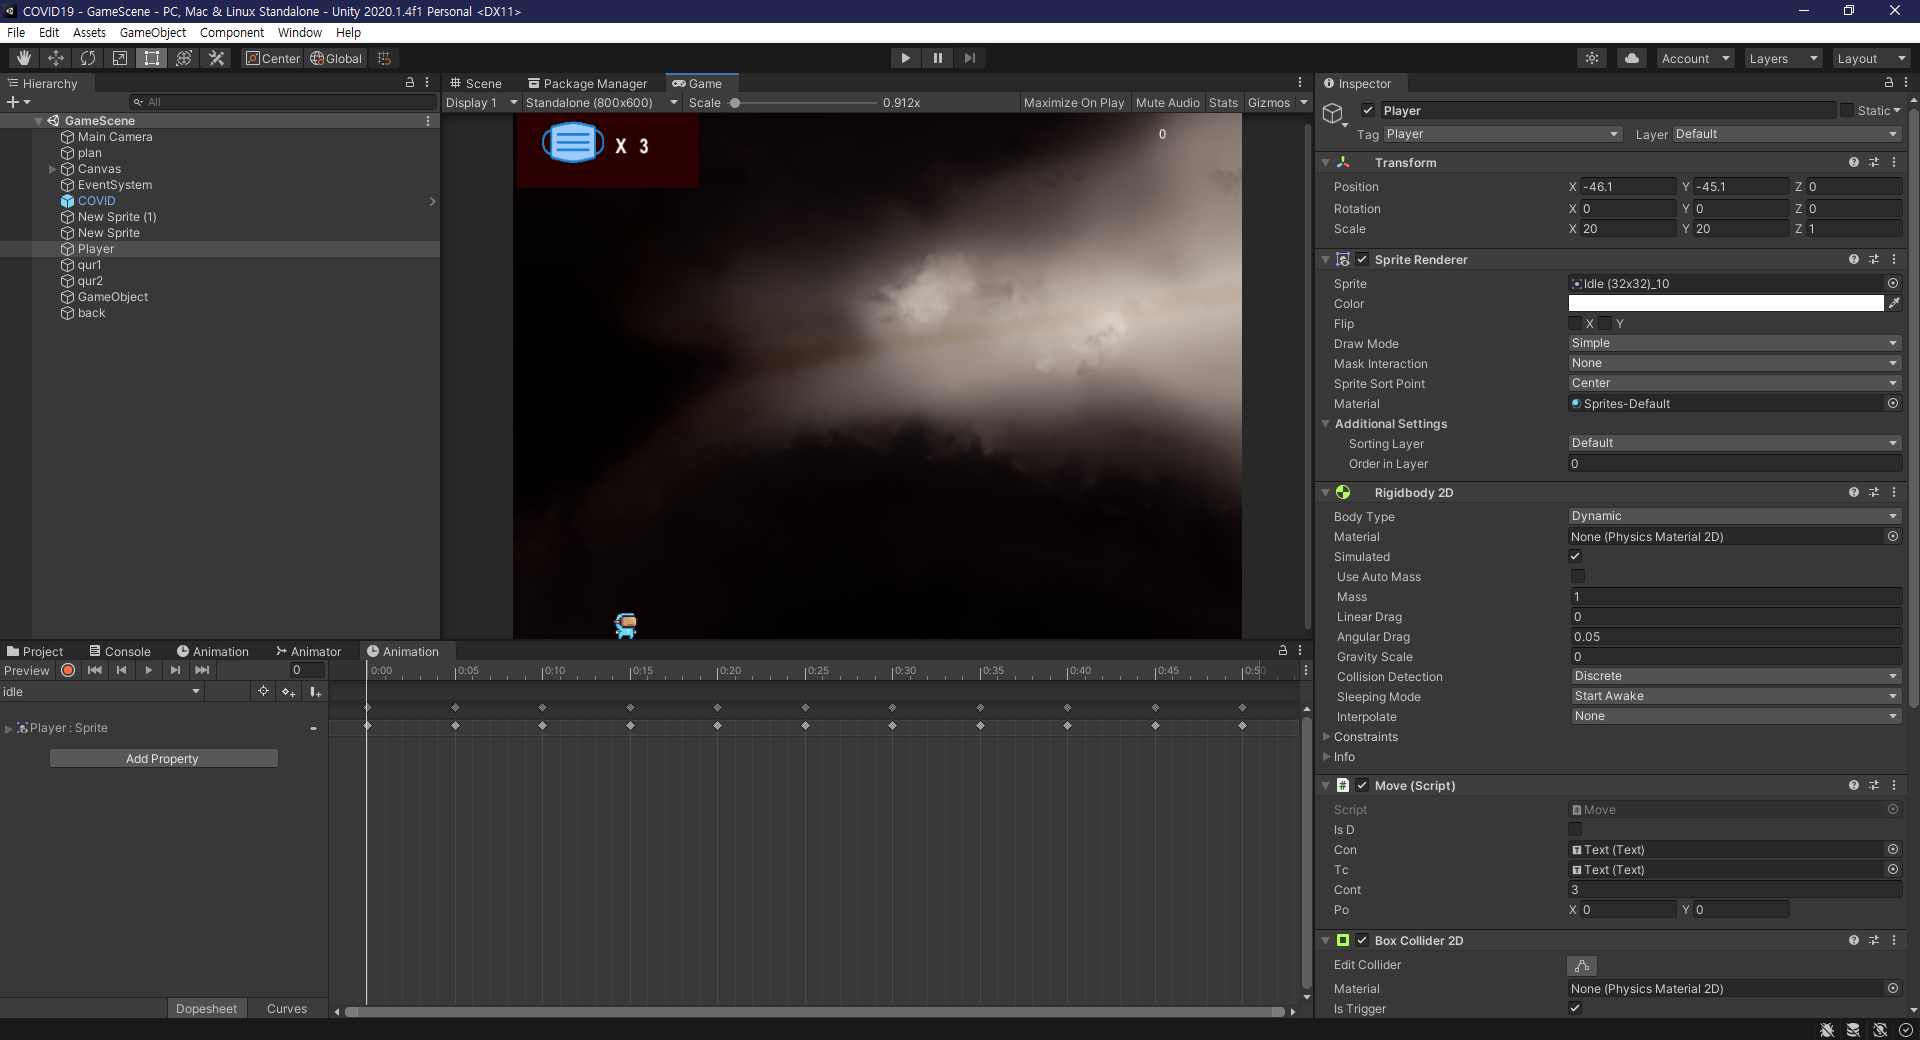 COVID19 - GameScene - PC, Mac & Linux Standalone - Unity 2020.1.4f1 Personal <DX11>
File Edit Assets GameObject Component Window Help
Center Global Account Layers Layout
Hierarchy
All
GameScene
Main Camera
plan
Canvas
EventSystem
COVID
New Sprite (1)
New Sprite
Player
qur1
qur2
GameObject
back
Scene Package Manager Game
Display 1 Standalone (800x600) Scale 0.912x Maximize On Play Mute Audio Stats Gizmos
X 3
0
Project Console Animation Animator Animation
Preview 0
0:00 0:05 0:10 0:15 0:20 0:25 0:30 0:35 0:40 0:45 0:50
idle
Player : Sprite
Add Property
Dopesheet Curves
Inspector
Player Static
Tag Player Layer Default
Transform
Position X -46.1 Y -45.1 Z 0
Rotation X 0 Y 0 Z 0
Scale X 20 Y 20 Z 1
Sprite Renderer
Sprite Idle (32x32)_10
Color
Flip X Y
Draw Mode Simple
Mask Interaction None
Sprite Sort Point Center
Material Sprites-Default
Additional Settings
Sorting Layer Default
Order in Layer 0
Rigidbody 2D
Body Type Dynamic
Material None (Physics Material 2D)
Simulated
Use Auto Mass
Mass 1
Linear Drag 0
Angular Drag 0.05
Gravity Scale 0
Collision Detection Discrete
Sleeping Mode Start Awake
Interpolate None
Constraints
Info
Move (Script)
Script Move
Is D
Con Text (Text)
Tc Text (Text)
Cont 3
Po X 0 Y 0
Box Collider 2D
Edit Collider
Material None (Physics Material 2D)
Is Trigger